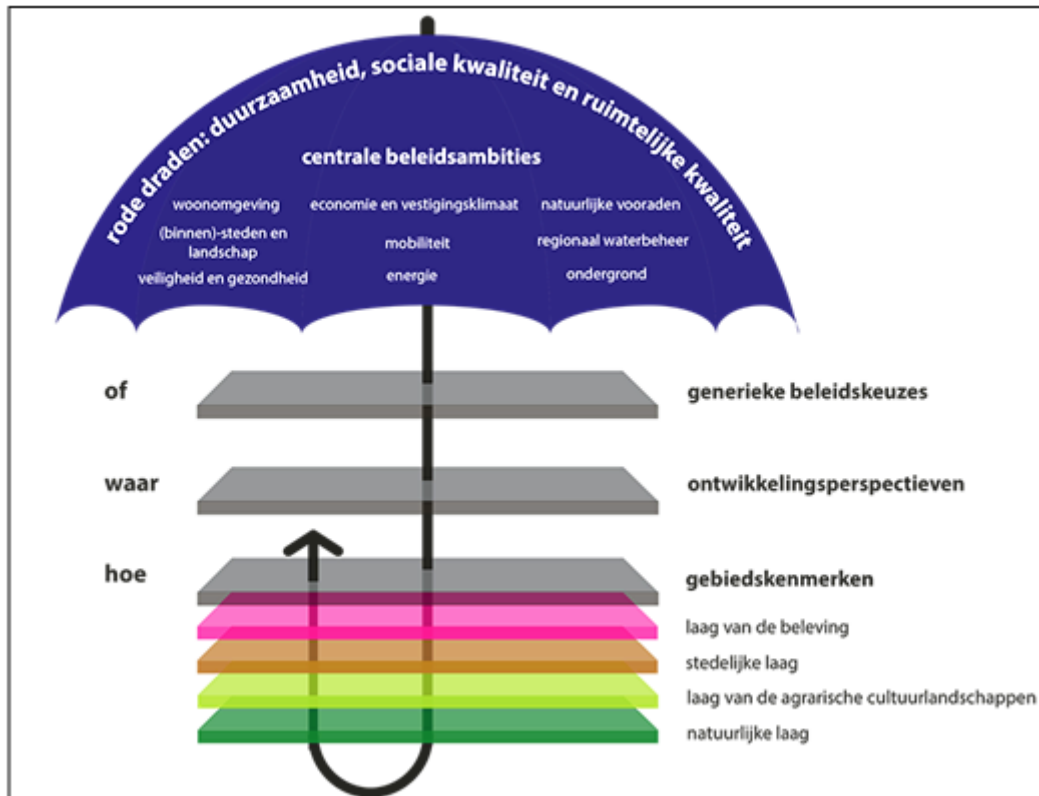 rode draden: duurzaamheid, sociale kwaliteit en ruimtelijke kwaliteit
centrale beleidsambities
woonomgeving
(binnen)-steden en
landschap
veiligheid en gezondheid
economie en vestigingsklimaat
mobiliteit
energie
natuurlijke vooraden
regionaal waterbeheer
ondergrond
of
generieke beleidskeuzes
waar
ontwikkelingsperspectieven
hoe
gebiedskenmerken
laag van de beleving
stedelijke laag
laag van de agrarische cultuurlandschappen
natuurlijke laag